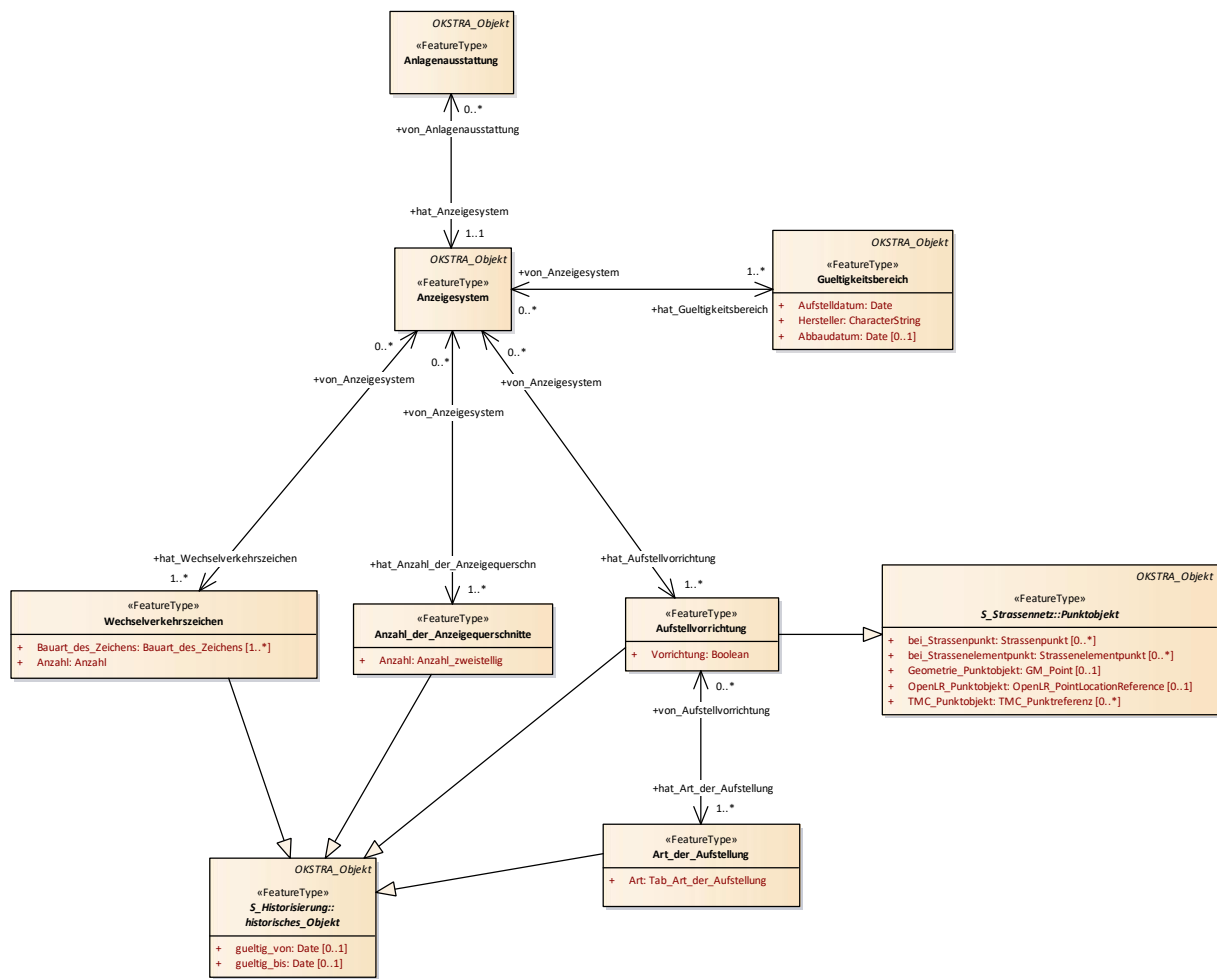 OKSTRA_Objekt
«FeatureType»
Anlagenausstattung
0..*
+von_Anlagenausstattung
+hat_Anzeigesystem
1..1
OKSTRA_Objekt
«FeatureType»
Anzeigesystem
+von_Anzeigesystem
0..*
1..*
+hat_Gueltigkeitsbereich
OKSTRA_Objekt
«FeatureType»
Gueltigkeitsbereich
+ Aufstelldatum: Date
+ Hersteller: CharacterString
+ Abbaudatum: Date [0..1]
0..*
+von_Anzeigesystem
0..*
+von_Anzeigesystem
0..*
+von_Anzeigesystem
+hat_Wechselverkehrszeichen
1..*
+hat_Anzahl_der_Anzeigequerschn
1..*
+hat_Aufstellvorrichtung
1..*
«FeatureType»
Wechselverkehrszeichen
+ Bauart_des_Zeichens: Bauart_des_Zeichens [1..*]
+ Anzahl: Anzahl
«FeatureType»
Anzahl_der_Anzeigequerschnitte
+ Anzahl: Anzahl_zweistellig
«FeatureType»
Aufstellvorrichtung
+ Vorrichtung: Boolean
OKSTRA_Objekt
«FeatureType»
S_Strassennetz::Punktobjekt
+ bei_Strassenpunkt: Strassenpunkt [0..*]
+ bei_Strassenelementpunkt: Strassenelementpunkt [0..*]
+ Geometrie_Punktobjekt: GM_Point [0..1]
+ OpenLR_Punktobjekt: OpenLR_PointLocationReference [0..1]
+ TMC_Punktobjekt: TMC_Punktreferenz [0..*]
0..*
+von_Aufstellvorrichtung
+hat_Art_der_Aufstellung
1..*
«FeatureType»
Art_der_Aufstellung
+ Art: Tab_Art_der_Aufstellung
OKSTRA_Objekt
«FeatureType»
S_Historisierung::
historisches_Objekt
+ gueltig_von: Date [0..1]
+ gueltig_bis: Date [0..1]